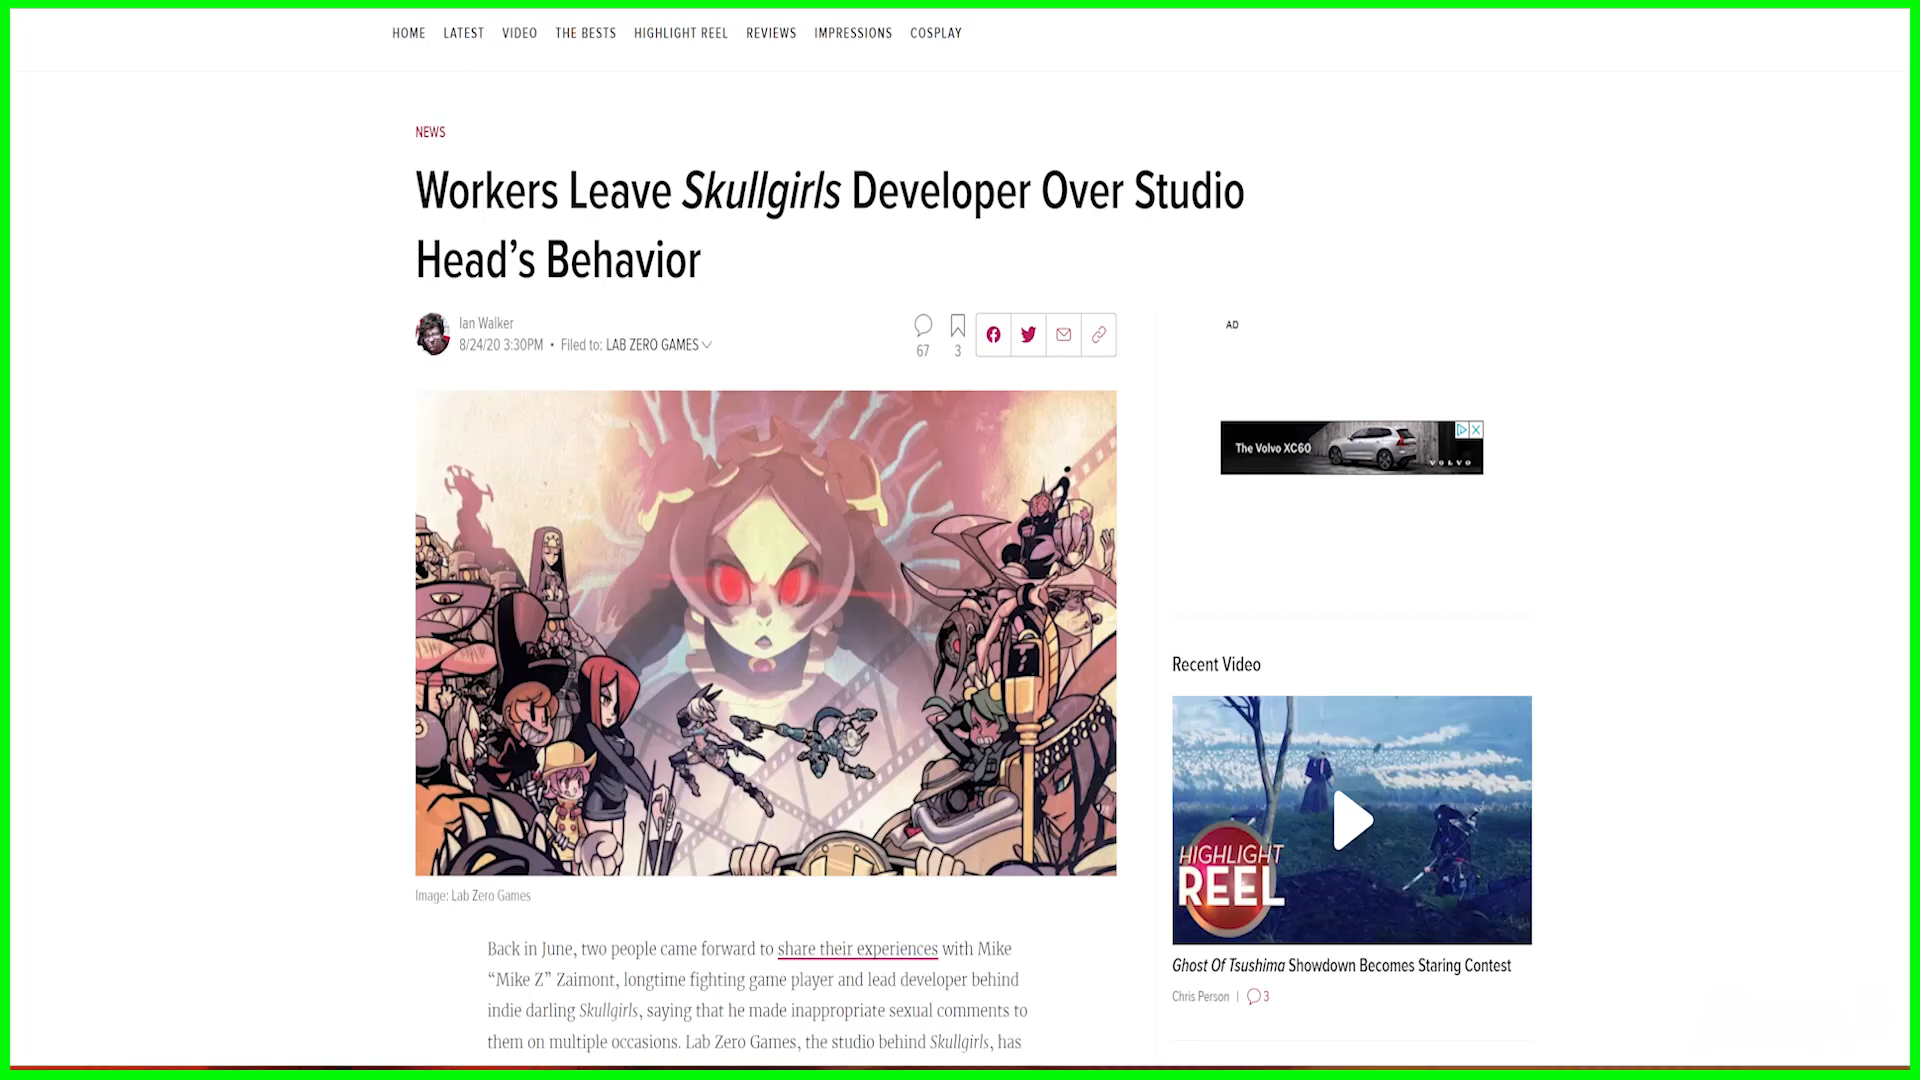 HOME LATEST VIDEO THE BESTS HIGHLIGHT REEL REVIEWS IMPRESSIONS COSPLAY
NEWS
Workers Leave Skullgirls Developer Over Studio
Head’s Behavior
Ian Walker
8/24/20 3:30PM • Filed to: LAB ZERO GAMES
67
3
AD
The Volvo XC60
VOLVO
Image: Lab Zero Games
Back in June, two people came forward to share their experiences with Mike
“Mike Z” Zaimont, longtime fighting game player and lead developer behind
indie darling Skullgirls, saying that he made inappropriate sexual comments to
them on multiple occasions. Lab Zero Games, the studio behind Skullgirls, has
Recent Video
HIGHLIGHT
REEL
Ghost Of Tsushima Showdown Becomes Staring Contest
Chris Person | 3